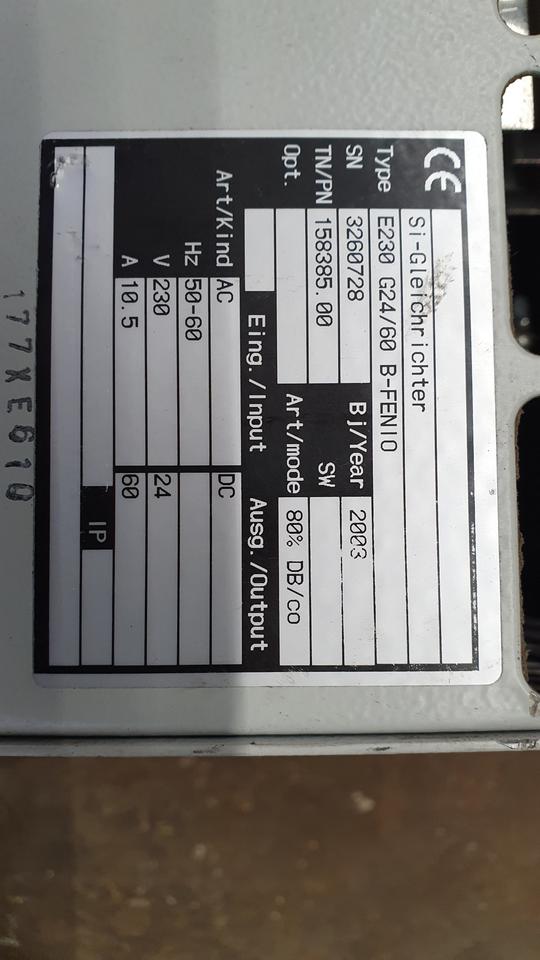 CE
Si-Gleichrichter
Type E230 G24/60 B-FEN10
SN 3260728 Bj/Year 2003
TN/PN 158385.00 SW
Opt. Art/mode 80% DB/co
Eing./Input Ausg./Output
Art/Kind AC DC
Hz 50-60
V 230 24
A 10.5 60
IP
177XE610